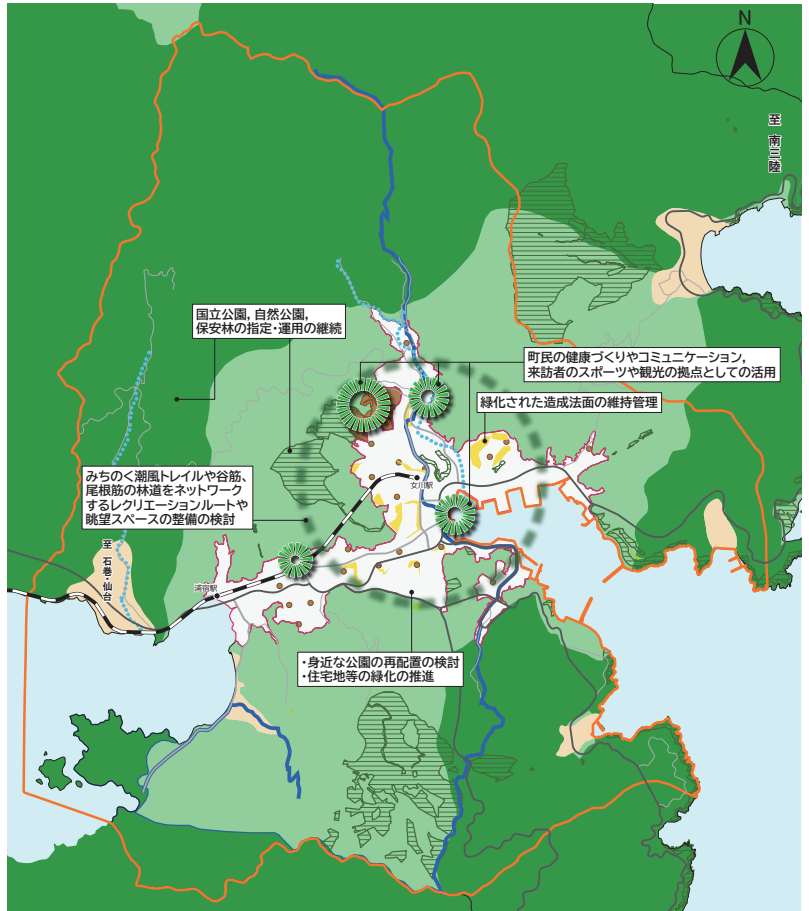 N
至 南三陸
国立公園，自然公園，
保安林の指定・運用の継続
町民の健康づくりやコミュニケーション，
来訪者のスポーツや観光の拠点としての活用
緑化された造成法面の維持管理
みちのく潮風トレイルや谷筋、
尾根筋の林道をネットワーク
するレクリエーションルートや
眺望スペースの整備の検討
女川駅
至 石巻・仙台
浦宿駅
・身近な公園の再配置の検討
・住宅地等の緑化の推進